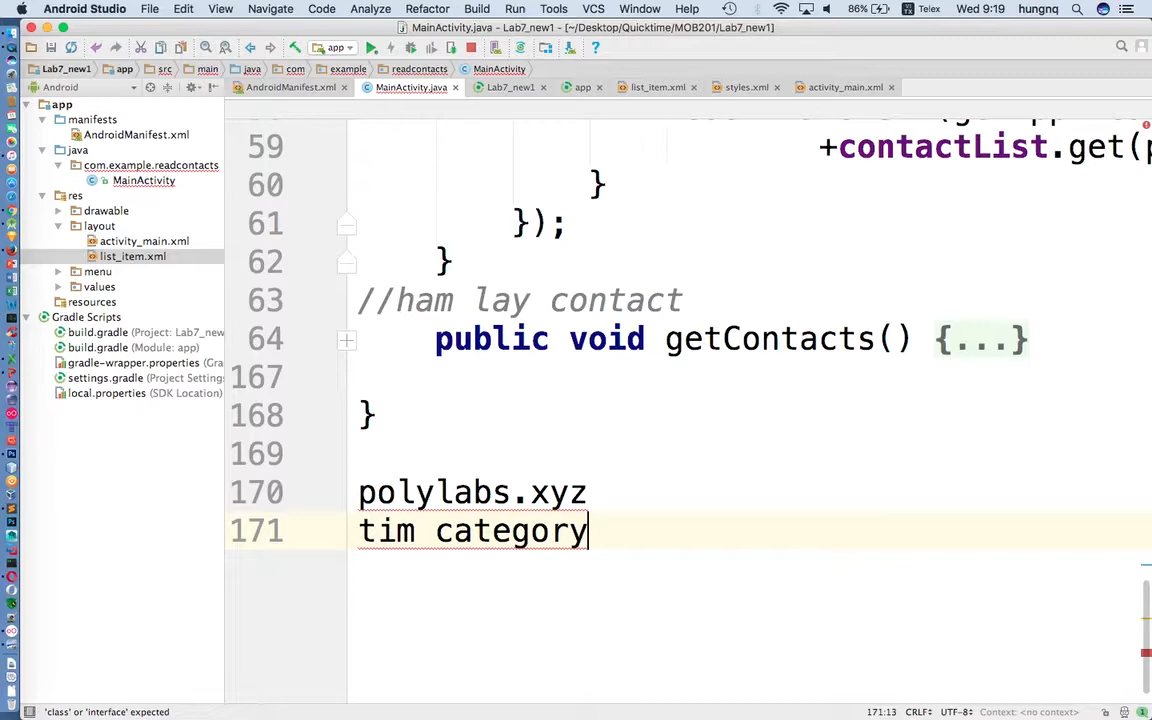 Android Studio File Edit View Navigate Code Analyze Refactor Build Run Tools VCS Window Help 86% Telex Wed 9:19 hungnq
MainActivity.java - Lab7_new1 - [~/Desktop/Quicktime/MOB201/Lab7_new1]
app
Lab7_new1 app src main java com example readcontacts MainActivity
Android AndroidManifest.xml MainActivity.java Lab7_new1 app list_item.xml styles.xml activity_main.xml
app
manifests
AndroidManifest.xml
java
com.example.readcontacts
MainActivity
res
drawable
layout
activity_main.xml
list_item.xml
menu
values
resources
Gradle Scripts
build.gradle (Project: Lab7_new
build.gradle (Module: app)
gradle-wrapper.properties (Gra
settings.gradle (Project Setting
local.properties (SDK Location)
59 +contactList.get(
60 }
61 });
62 }
63 //ham lay contact
64 public void getContacts() {...}
167
168 }
169
170 polylabs.xyz
171 tim category
'class' or 'interface' expected 171:13 CRLF UTF-8 Context: <no context>